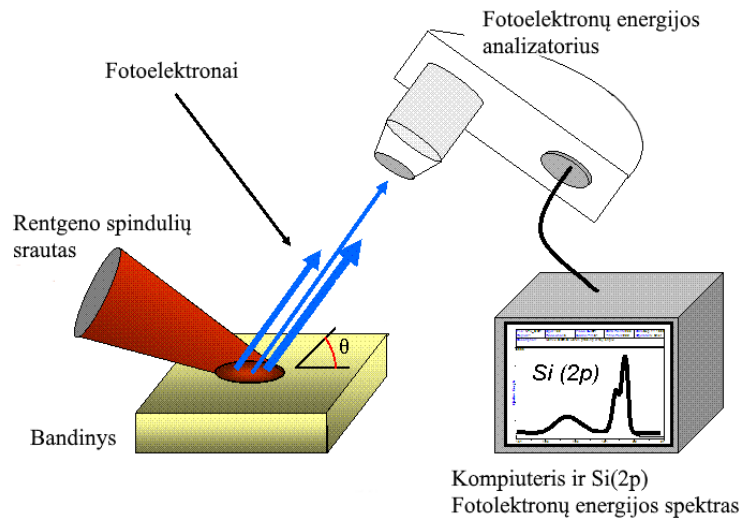 Fotoelektronų energijos
analizatorius
Fotoelektronai
Rentgeno spindulių
srautas
θ
Si (2p)
Bandinys
Kompiuteris ir Si(2p)
Fotolektronų energijos spektras